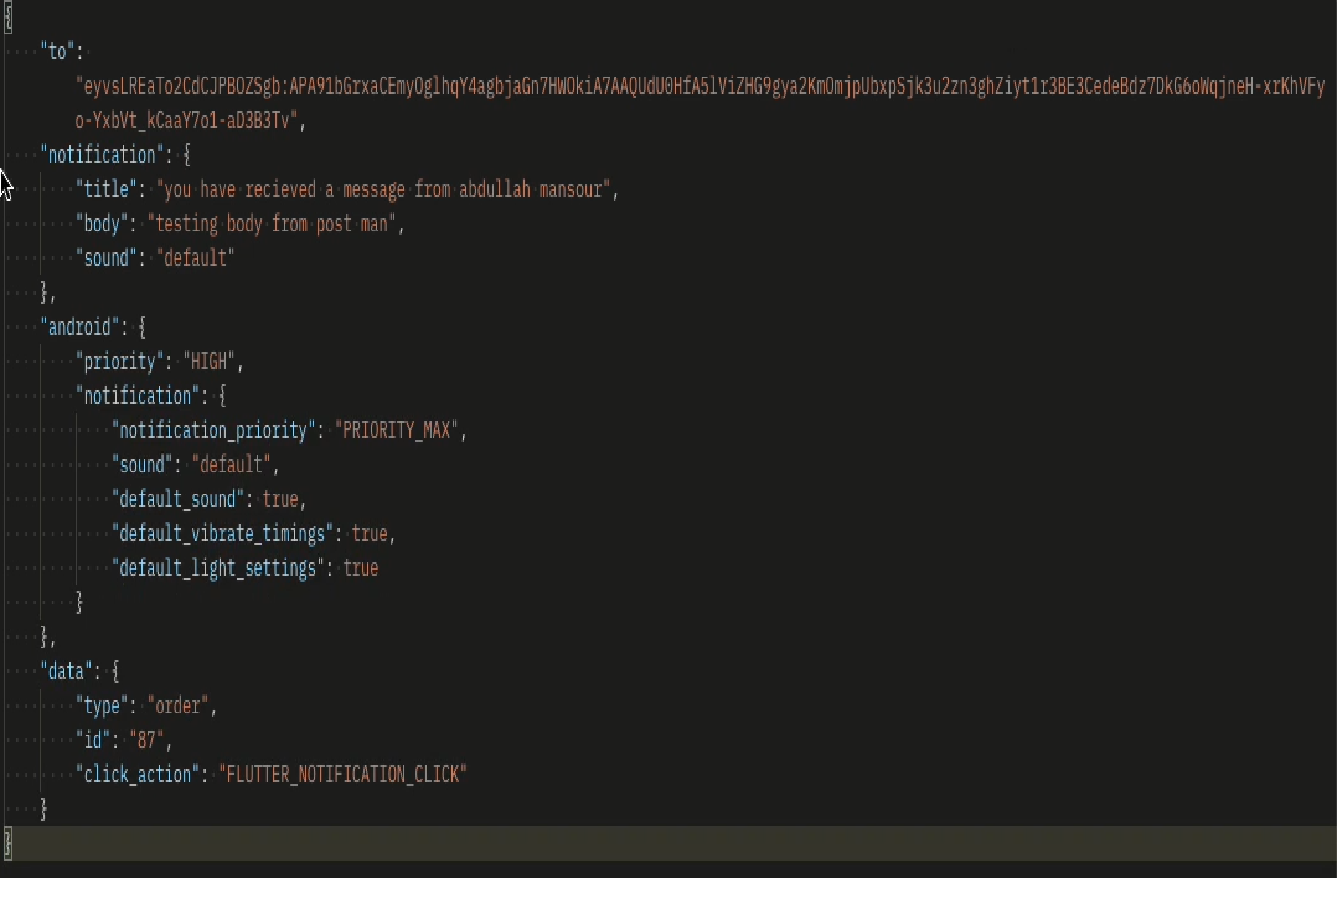 {
"to":
"eyvsLREaTo2CdCJPBOZSgb:APA91bGrxaCEmyOglhqY4agbjaGn7HWOkiA7AAQUdU0HfA5lViZHG9gya2KmOmjpUbxpSjk3u2zn3ghZiyt1r3BE3CedeBdz7DkG6oWqjneH-xrKhVFy
o-YxbVt_kCaaY7o1-aD3B3Tv",
"notification": {
"title": "you have recieved a message from abdullah mansour",
"body": "testing body from post man",
"sound": "default"
},
"android": {
"priority": "HIGH",
"notification": {
"notification_priority": "PRIORITY_MAX",
"sound": "default",
"default_sound": true,
"default_vibrate_timings": true,
"default_light_settings": true
}
},
"data": {
"type": "order",
"id": "87",
"click_action": "FLUTTER_NOTIFICATION_CLICK"
}
}